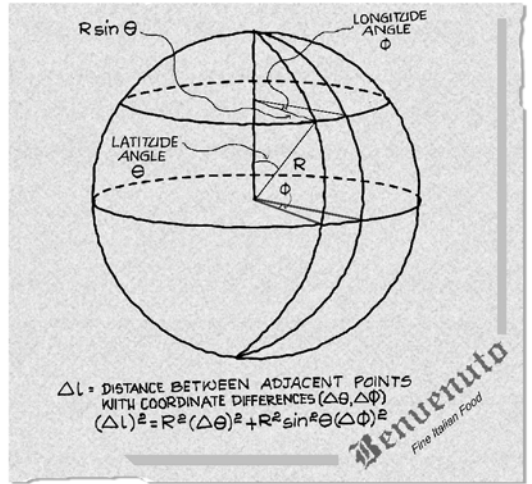 R sin θ
LONGITUDE
ANGLE
φ
LATITUDE
ANGLE
θ
R
φ
Δl = DISTANCE BETWEEN ADJACENT POINTS
WITH COORDINATE DIFFERENCES (Δθ, Δφ)
(Δl)² = R²(Δθ)² + R² sin²θ(Δφ)²
Benvenuto
Fine Italian Food